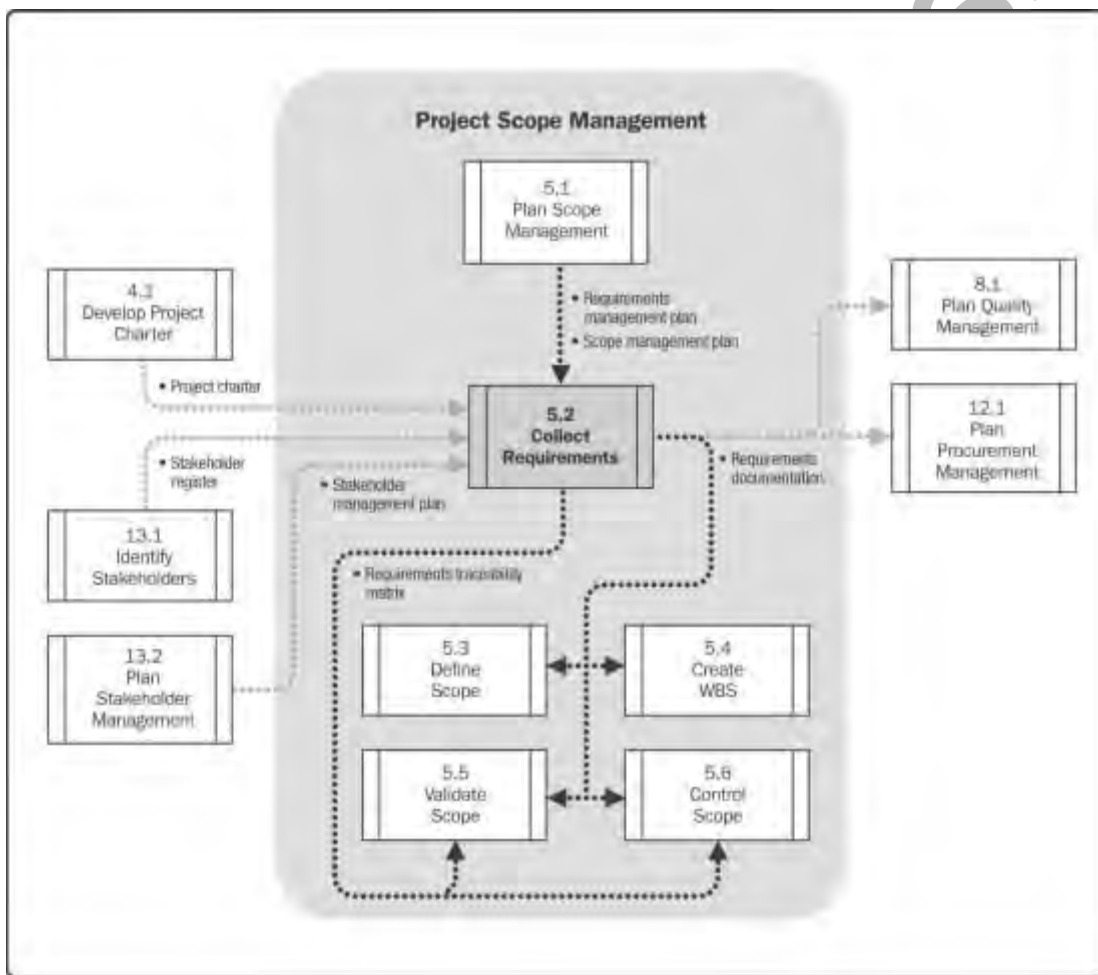 Project Scope Management
5.1
Plan Scope
Management
• Requirements
management plan
• Scope management plan
4.1
Develop Project
Charter
• Project charter
8.1
Plan Quality
Management
12.1
Plan
Procurement
Management
5.2
Collect
Requirements
• Requirements
documentation
• Stakeholder
register
• Stakeholder
management plan
13.1
Identify
Stakeholders
• Requirements traceability
matrix
13.2
Plan
Stakeholder
Management
5.3
Define
Scope
5.4
Create
WBS
5.5
Validate
Scope
5.6
Control
Scope